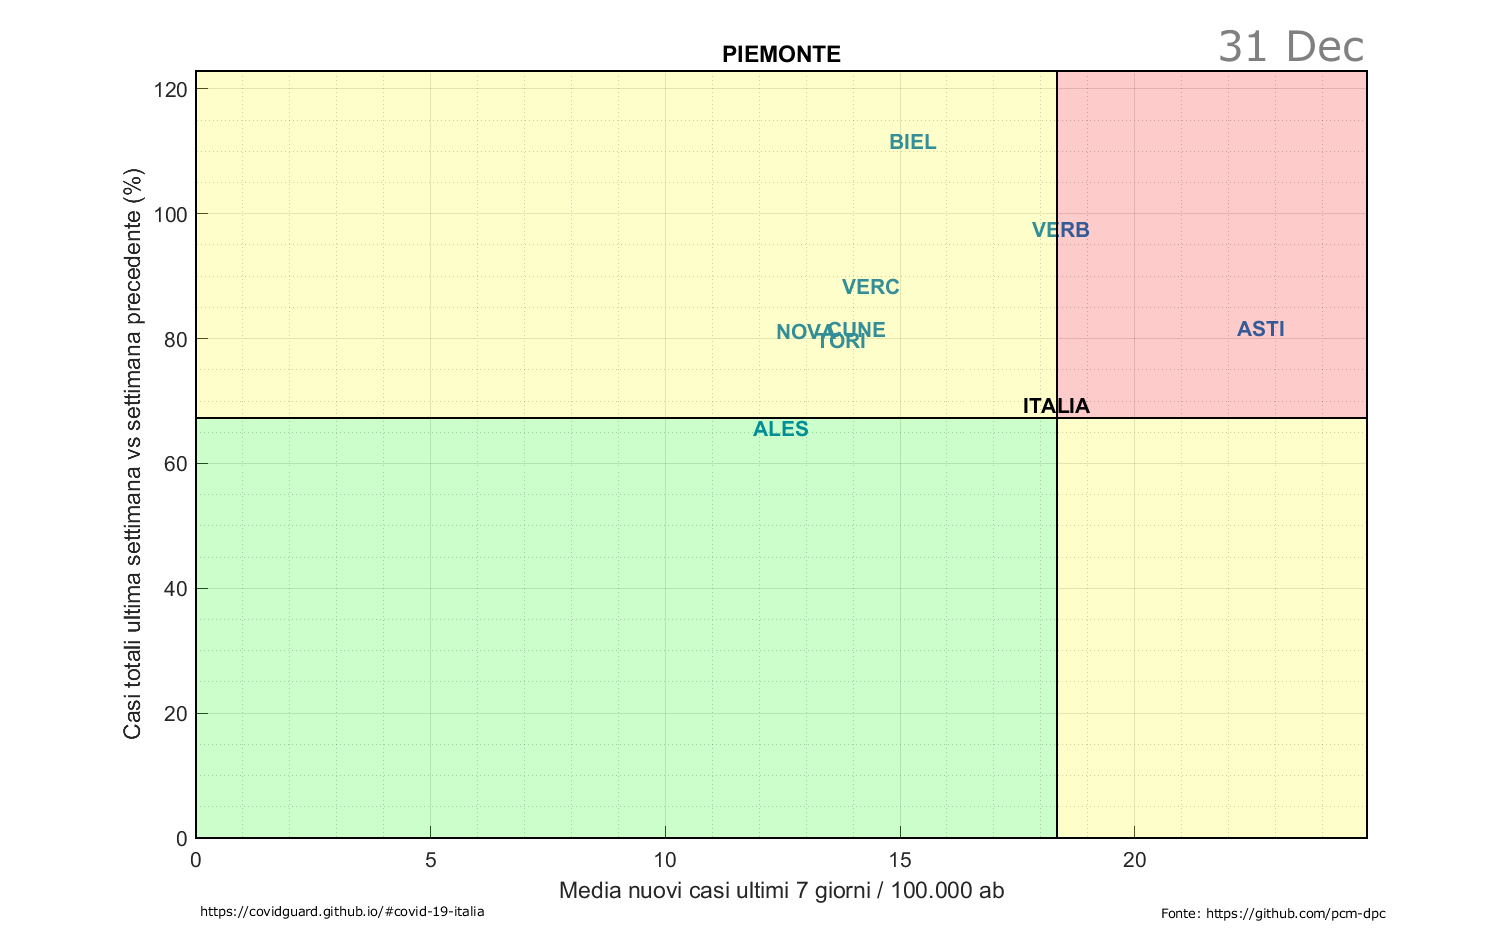 31 Dec
PIEMONTE
Casi totali ultima settimana vs settimana precedente (%)
120
100
80
60
40
20
0
BIEL
VERB
VERC
CUNE
NOVA
TORI
ASTI
ITALIA
ALES
0 5 10 15 20
Media nuovi casi ultimi 7 giorni / 100.000 ab
https://covidguard.github.io/#covid-19-italia
Fonte: https://github.com/pcm-dpc